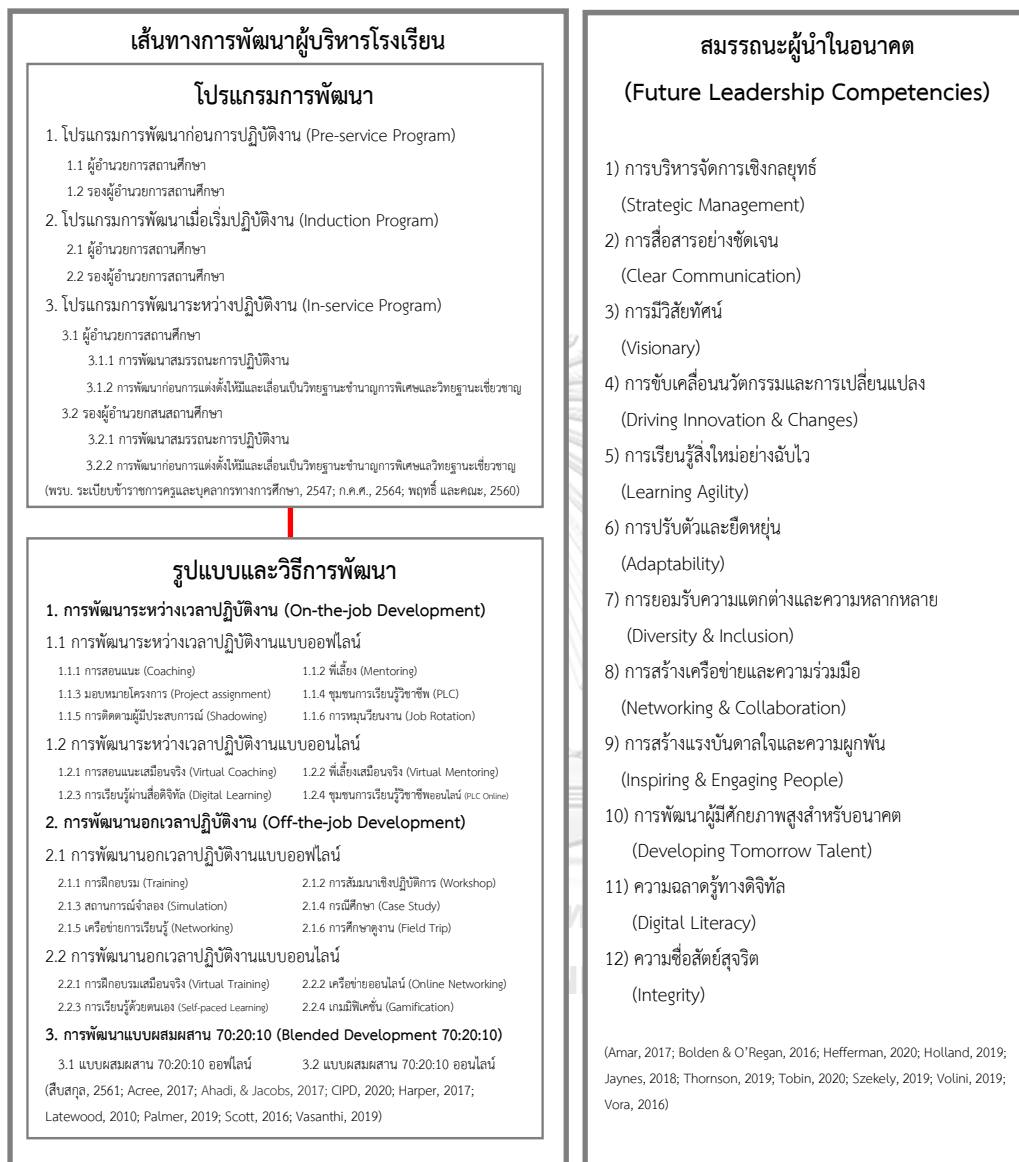 เส้นทางการพัฒนาผู้บริหารโรงเรียน
โปรแกรมการพัฒนา
1. โปรแกรมการพัฒนาก่อนการปฏิบัติงาน (Pre-service Program)
1.1 ผู้อำนวยการสถานศึกษา
1.2 รองผู้อำนวยการสถานศึกษา
2. โปรแกรมการพัฒนาเมื่อเริ่มปฏิบัติงาน (Induction Program)
2.1 ผู้อำนวยการสถานศึกษา
2.2 รองผู้อำนวยการสถานศึกษา
3. โปรแกรมการพัฒนาระหว่างปฏิบัติงาน (In-service Program)
3.1 ผู้อำนวยการสถานศึกษา
3.1.1 การพัฒนาสมรรถนะการปฏิบัติงาน
3.1.2 การพัฒนาก่อนการแต่งตั้งให้มีและเลื่อนเป็นวิทยฐานะชำนาญการพิเศษและวิทยฐานะเชี่ยวชาญ
3.2 รองผู้อำนวยกสนสถานศึกษา
3.2.1 การพัฒนาสมรรถนะการปฏิบัติงาน
3.2.2 การพัฒนาก่อนการแต่งตั้งให้มีและเลื่อนเป็นวิทยฐานะชำนาญการพิเศษแลวิทยฐานะเชี่ยวชาญ
(พรบ. ระเบียบข้าราชการครูและบุคลากรทางการศึกษา, 2547; ก.ค.ศ., 2564; พฤทธิ์ และคณะ, 2560)
รูปแบบและวิธีการพัฒนา
1. การพัฒนาระหว่างเวลาปฏิบัติงาน (On-the-job Development)
1.1 การพัฒนาระหว่างเวลาปฏิบัติงานแบบออฟไลน์
1.1.1 การสอนแนะ (Coaching) 1.1.2 พี่เลี้ยง (Mentoring)
1.1.3 มอบหมายโครงการ (Project assignment) 1.1.4 ชุมชนการเรียนรู้วิชาชีพ (PLC)
1.1.5 การติดตามผู้มีประสบการณ์ (Shadowing) 1.1.6 การหมุนวียนงาน (Job Rotation)
1.2 การพัฒนาระหว่างเวลาปฏิบัติงานแบบออนไลน์
1.2.1 การสอนแนะเสมือนจริง (Virtual Coaching) 1.2.2 พี่เลี้ยงเสมือนจริง (Virtual Mentoring)
1.2.3 การเรียนรู้ผ่านสื่อดิจิทัล (Digital Learning) 1.2.4 ชุมชนการเรียนรู้วิชาชีพออนไลน์ (PLC Online)
2. การพัฒนานอกเวลาปฏิบัติงาน (Off-the-job Development)
2.1 การพัฒนานอกเวลาปฏิบัติงานแบบออฟไลน์
2.1.1 การฝึกอบรม (Training) 2.1.2 การสัมมนาเชิงปฏิบัติการ (Workshop)
2.1.3 สถานการณ์จำลอง (Simulation) 2.1.4 กรณีศึกษา (Case Study)
2.1.5 เครือข่ายการเรียนรู้ (Networking) 2.1.6 การศึกษาดูงาน (Field Trip)
2.2 การพัฒนานอกเวลาปฏิบัติงานแบบออนไลน์
2.2.1 การฝึกอบรมเสมือนจริง (Virtual Training) 2.2.2 เครือข่ายออนไลน์ (Online Networking)
2.2.3 การเรียนรู้ด้วยตนเอง (Self-paced Learning) 2.2.4 เกมมิฟิเคชั่น (Gamification)
3. การพัฒนาแบบผสมผสาน 70:20:10 (Blended Development 70:20:10)
3.1 แบบผสมผสาน 70:20:10 ออฟไลน์ 3.2 แบบผสมผสาน 70:20:10 ออนไลน์
(สืบสกุล, 2561; Acree, 2017; Ahadi, & Jacobs, 2017; CIPD, 2020; Harper, 2017;
Latewood, 2010; Palmer, 2019; Scott, 2016; Vasanthi, 2019)
สมรรถนะผู้นำในอนาคต
(Future Leadership Competencies)
1) การบริหารจัดการเชิงกลยุทธ์
(Strategic Management)
2) การสื่อสารอย่างชัดเจน
(Clear Communication)
3) การมีวิสัยทัศน์
(Visionary)
4) การขับเคลื่อนนวัตกรรมและการเปลี่ยนแปลง
(Driving Innovation & Changes)
5) การเรียนรู้สิ่งใหม่อย่างฉับไว
(Learning Agility)
6) การปรับตัวและยืดหยุ่น
(Adaptability)
7) การยอมรับความแตกต่างและความหลากหลาย
(Diversity & Inclusion)
8) การสร้างเครือข่ายและความร่วมมือ
(Networking & Collaboration)
9) การสร้างแรงบันดาลใจและความผูกพัน
(Inspiring & Engaging People)
10) การพัฒนาผู้มีศักยภาพสูงสำหรับอนาคต
(Developing Tomorrow Talent)
11) ความฉลาดรู้ทางดิจิทัล
(Digital Literacy)
12) ความซื่อสัตย์สุจริต
(Integrity)
(Amar, 2017; Bolden & O'Regan, 2016; Hefferman, 2020; Holland, 2019;
Jaynes, 2018; Thornson, 2019; Tobin, 2020; Szekely, 2019; Volini, 2019;
Vora, 2016)